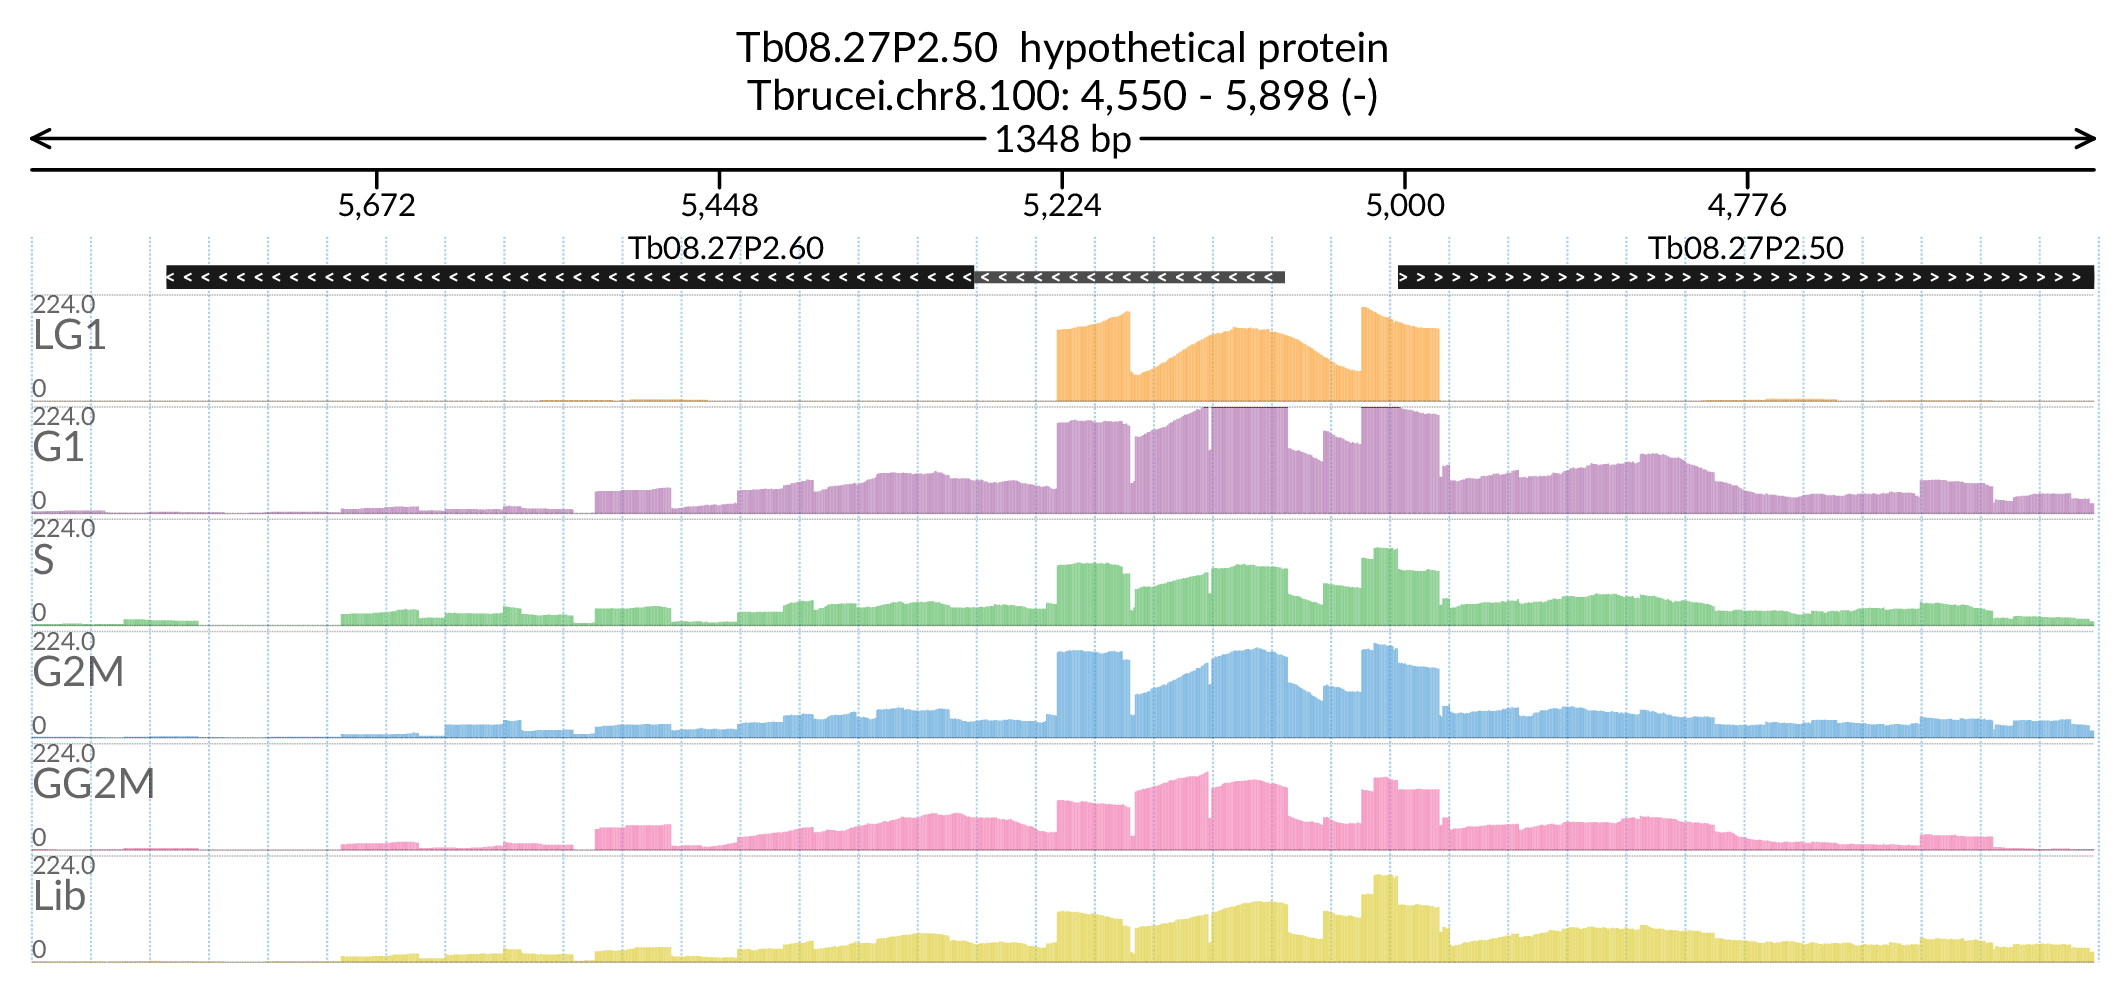 Tb08.27P2.50 hypothetical protein
Tbrucei.chr8.100: 4,550 - 5,898 (-)
1348 bp
5,672 5,448 5,224 5,000 4,776
Tb08.27P2.60 Tb08.27P2.50
224.0
LG1
0
224.0
G1
0
224.0
S
0
224.0
G2M
0
224.0
GG2M
0
224.0
Lib
0